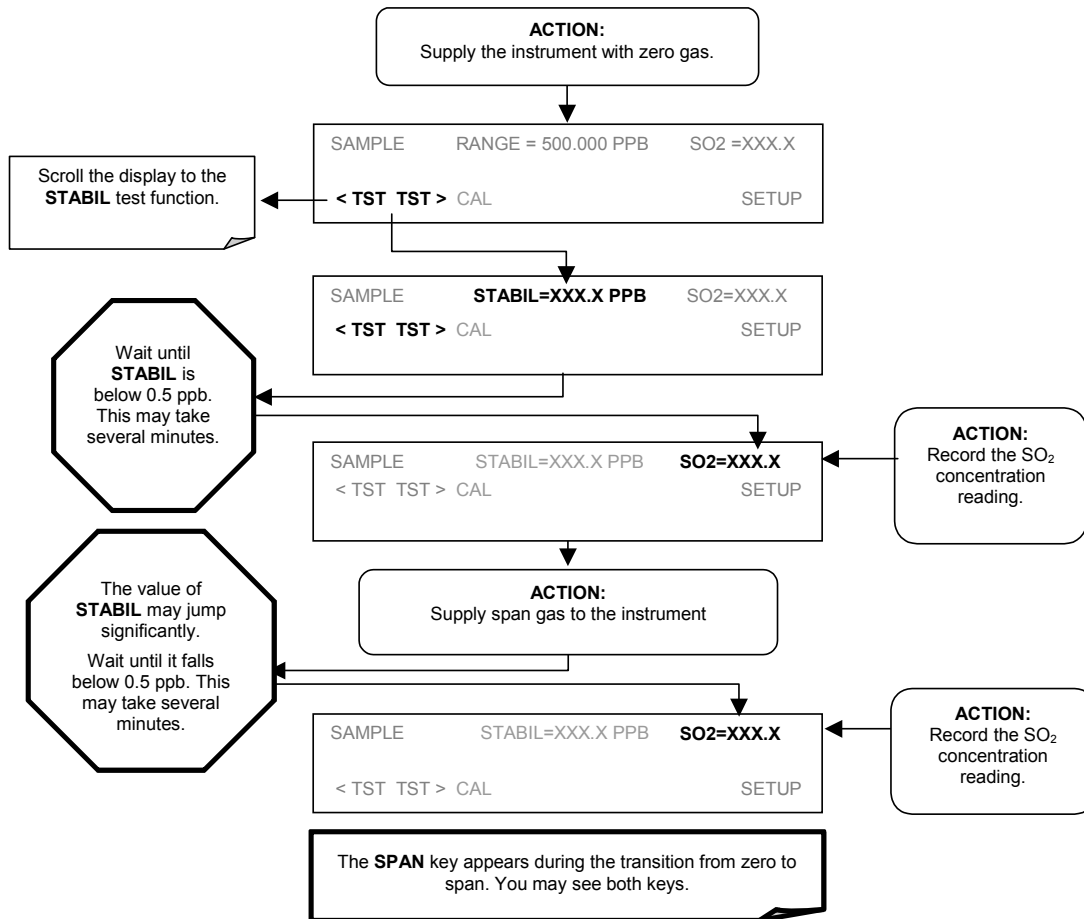 ACTION:
Supply the instrument with zero gas.
SAMPLE RANGE = 500.000 PPB SO2 =XXX.X
< TST TST > CAL SETUP
Scroll the display to the
STABIL test function.
SAMPLE STABIL=XXX.X PPB SO2=XXX.X
< TST TST > CAL SETUP
Wait until
STABIL is
below 0.5 ppb.
This may take
several minutes.
SAMPLE STABIL=XXX.X PPB SO2=XXX.X
< TST TST > CAL SETUP
ACTION:
Record the SO₂
concentration
reading.
ACTION:
Supply span gas to the instrument
The value of
STABIL may jump
significantly.
Wait until it falls
below 0.5 ppb. This
may take several
minutes.
SAMPLE STABIL=XXX.X PPB SO2=XXX.X
< TST TST > CAL SETUP
ACTION:
Record the SO₂
concentration
reading.
The SPAN key appears during the transition from zero to
span. You may see both keys.